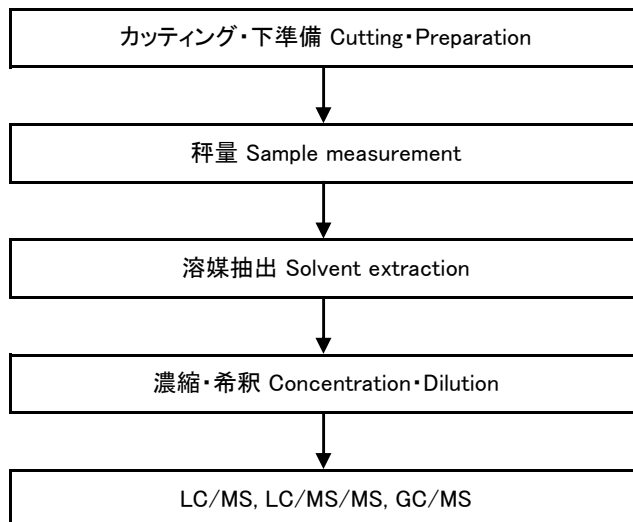 カッティング・下準備 Cutting・Preparation
秤量 Sample measurement
溶媒抽出 Solvent extraction
濃縮・希釈 Concentration・Dilution
LC/MS, LC/MS/MS, GC/MS